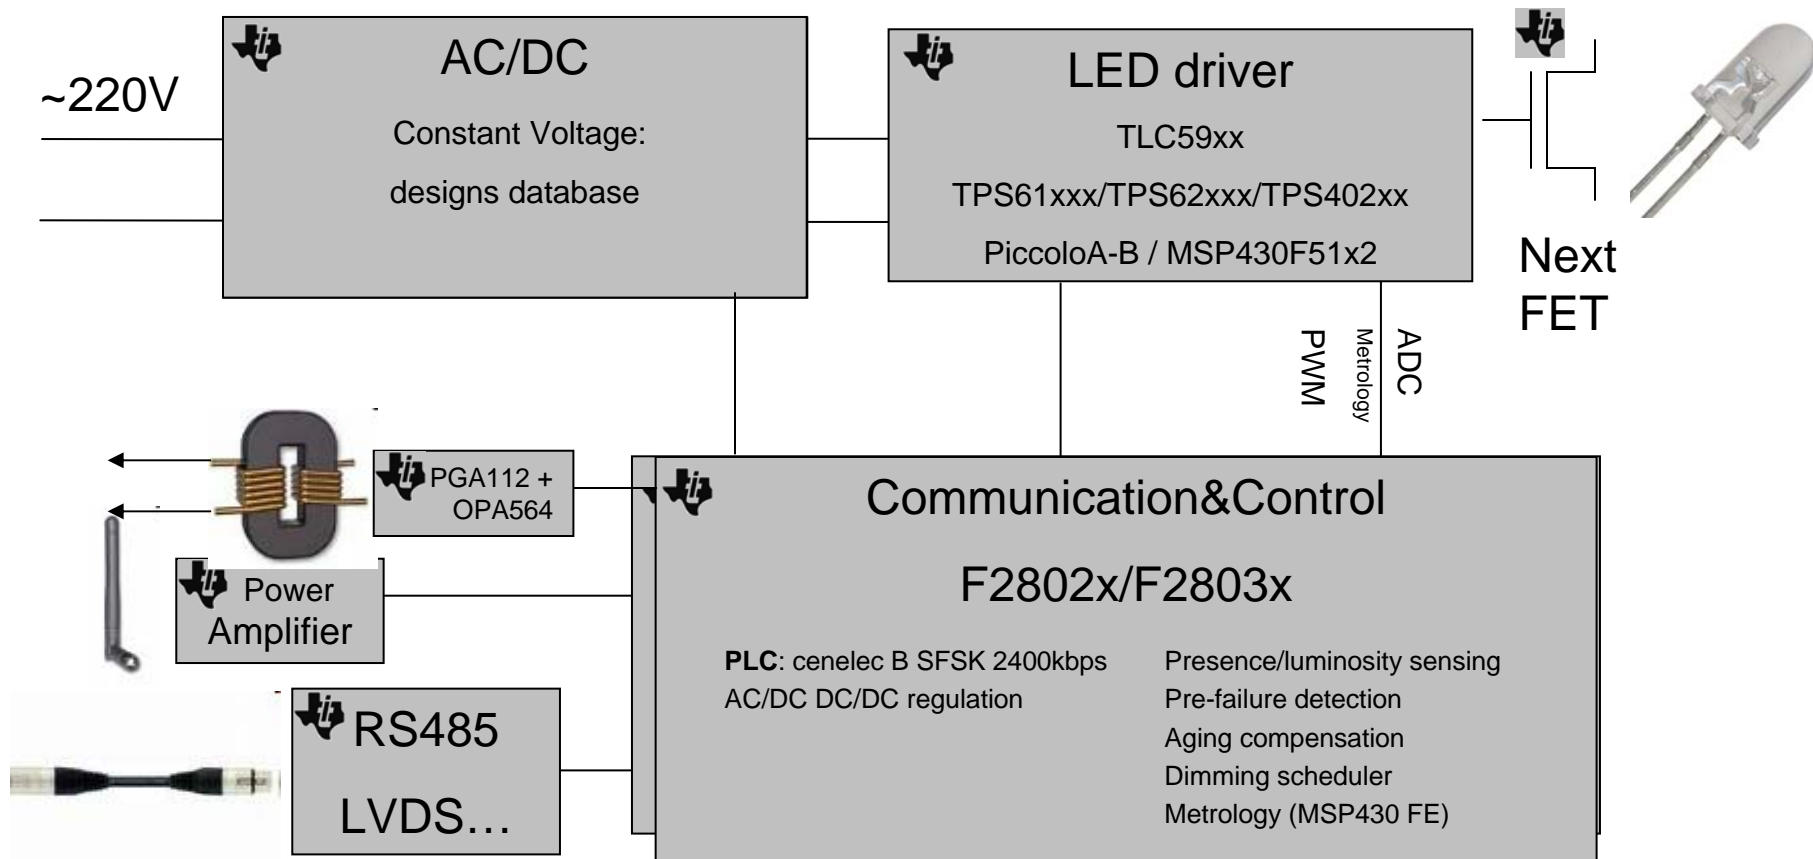 ~220V
AC/DC
Constant Voltage:
designs database
LED driver
TLC59xx
TPS61xxx/TPS62xxx/TPS402xx
PiccoloA-B / MSP430F51x2
Next
FET
PWM
Metrology
ADC
PGA112 +
OPA564
Power
Amplifier
RS485
LVDS…
Communication&Control
F2802x/F2803x
PLC: cenelec B SFSK 2400kbps
AC/DC DC/DC regulation
Presence/luminosity sensing
Pre-failure detection
Aging compensation
Dimming scheduler
Metrology (MSP430 FE)